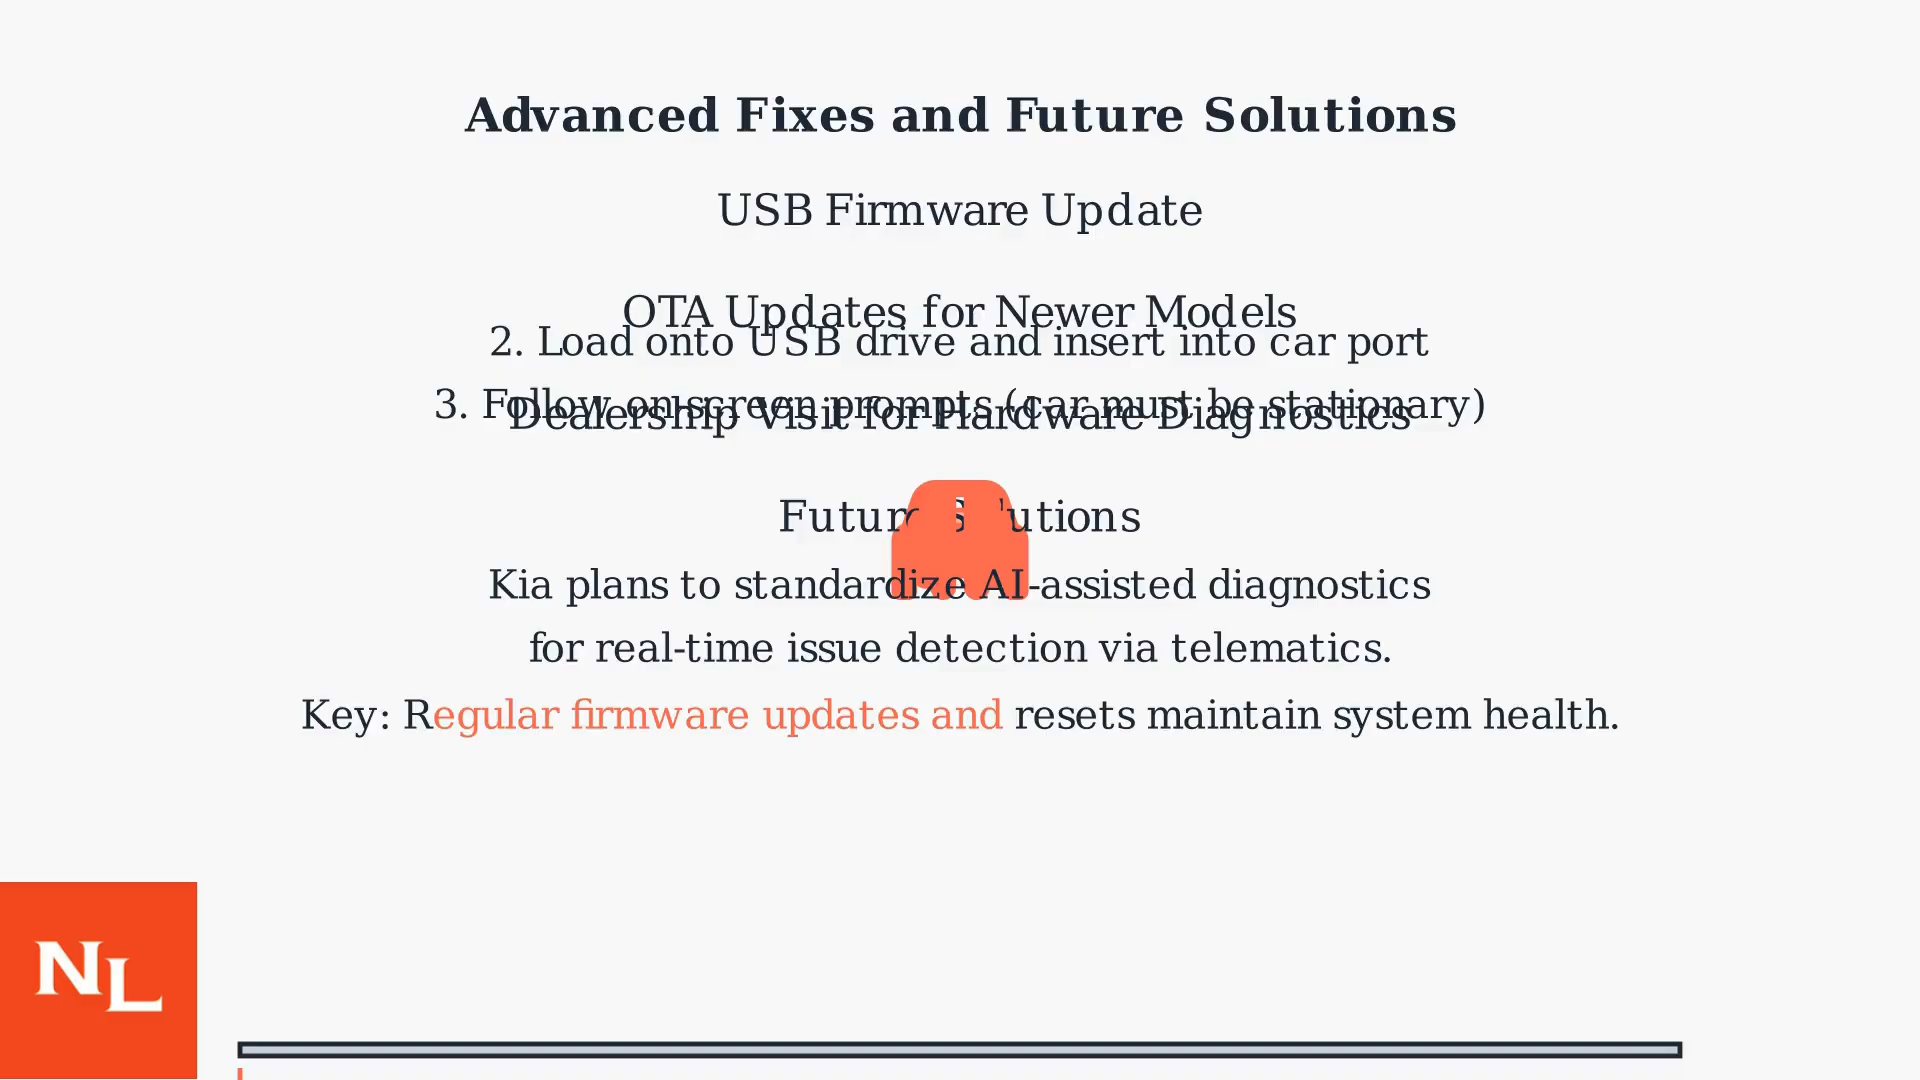 Advanced Fixes and Future Solutions
USB Firmware Update
OTA Updates for Newer Models
2. Load onto USB drive and insert into car port
3. Follow on-screen prompts (car must be stationary)
Dealership Visit for Hardware Diagnostics
Future Solutions
Kia plans to standardize AI-assisted diagnostics
for real-time issue detection via telematics.
Key: Regular firmware updates and resets maintain system health.
NL